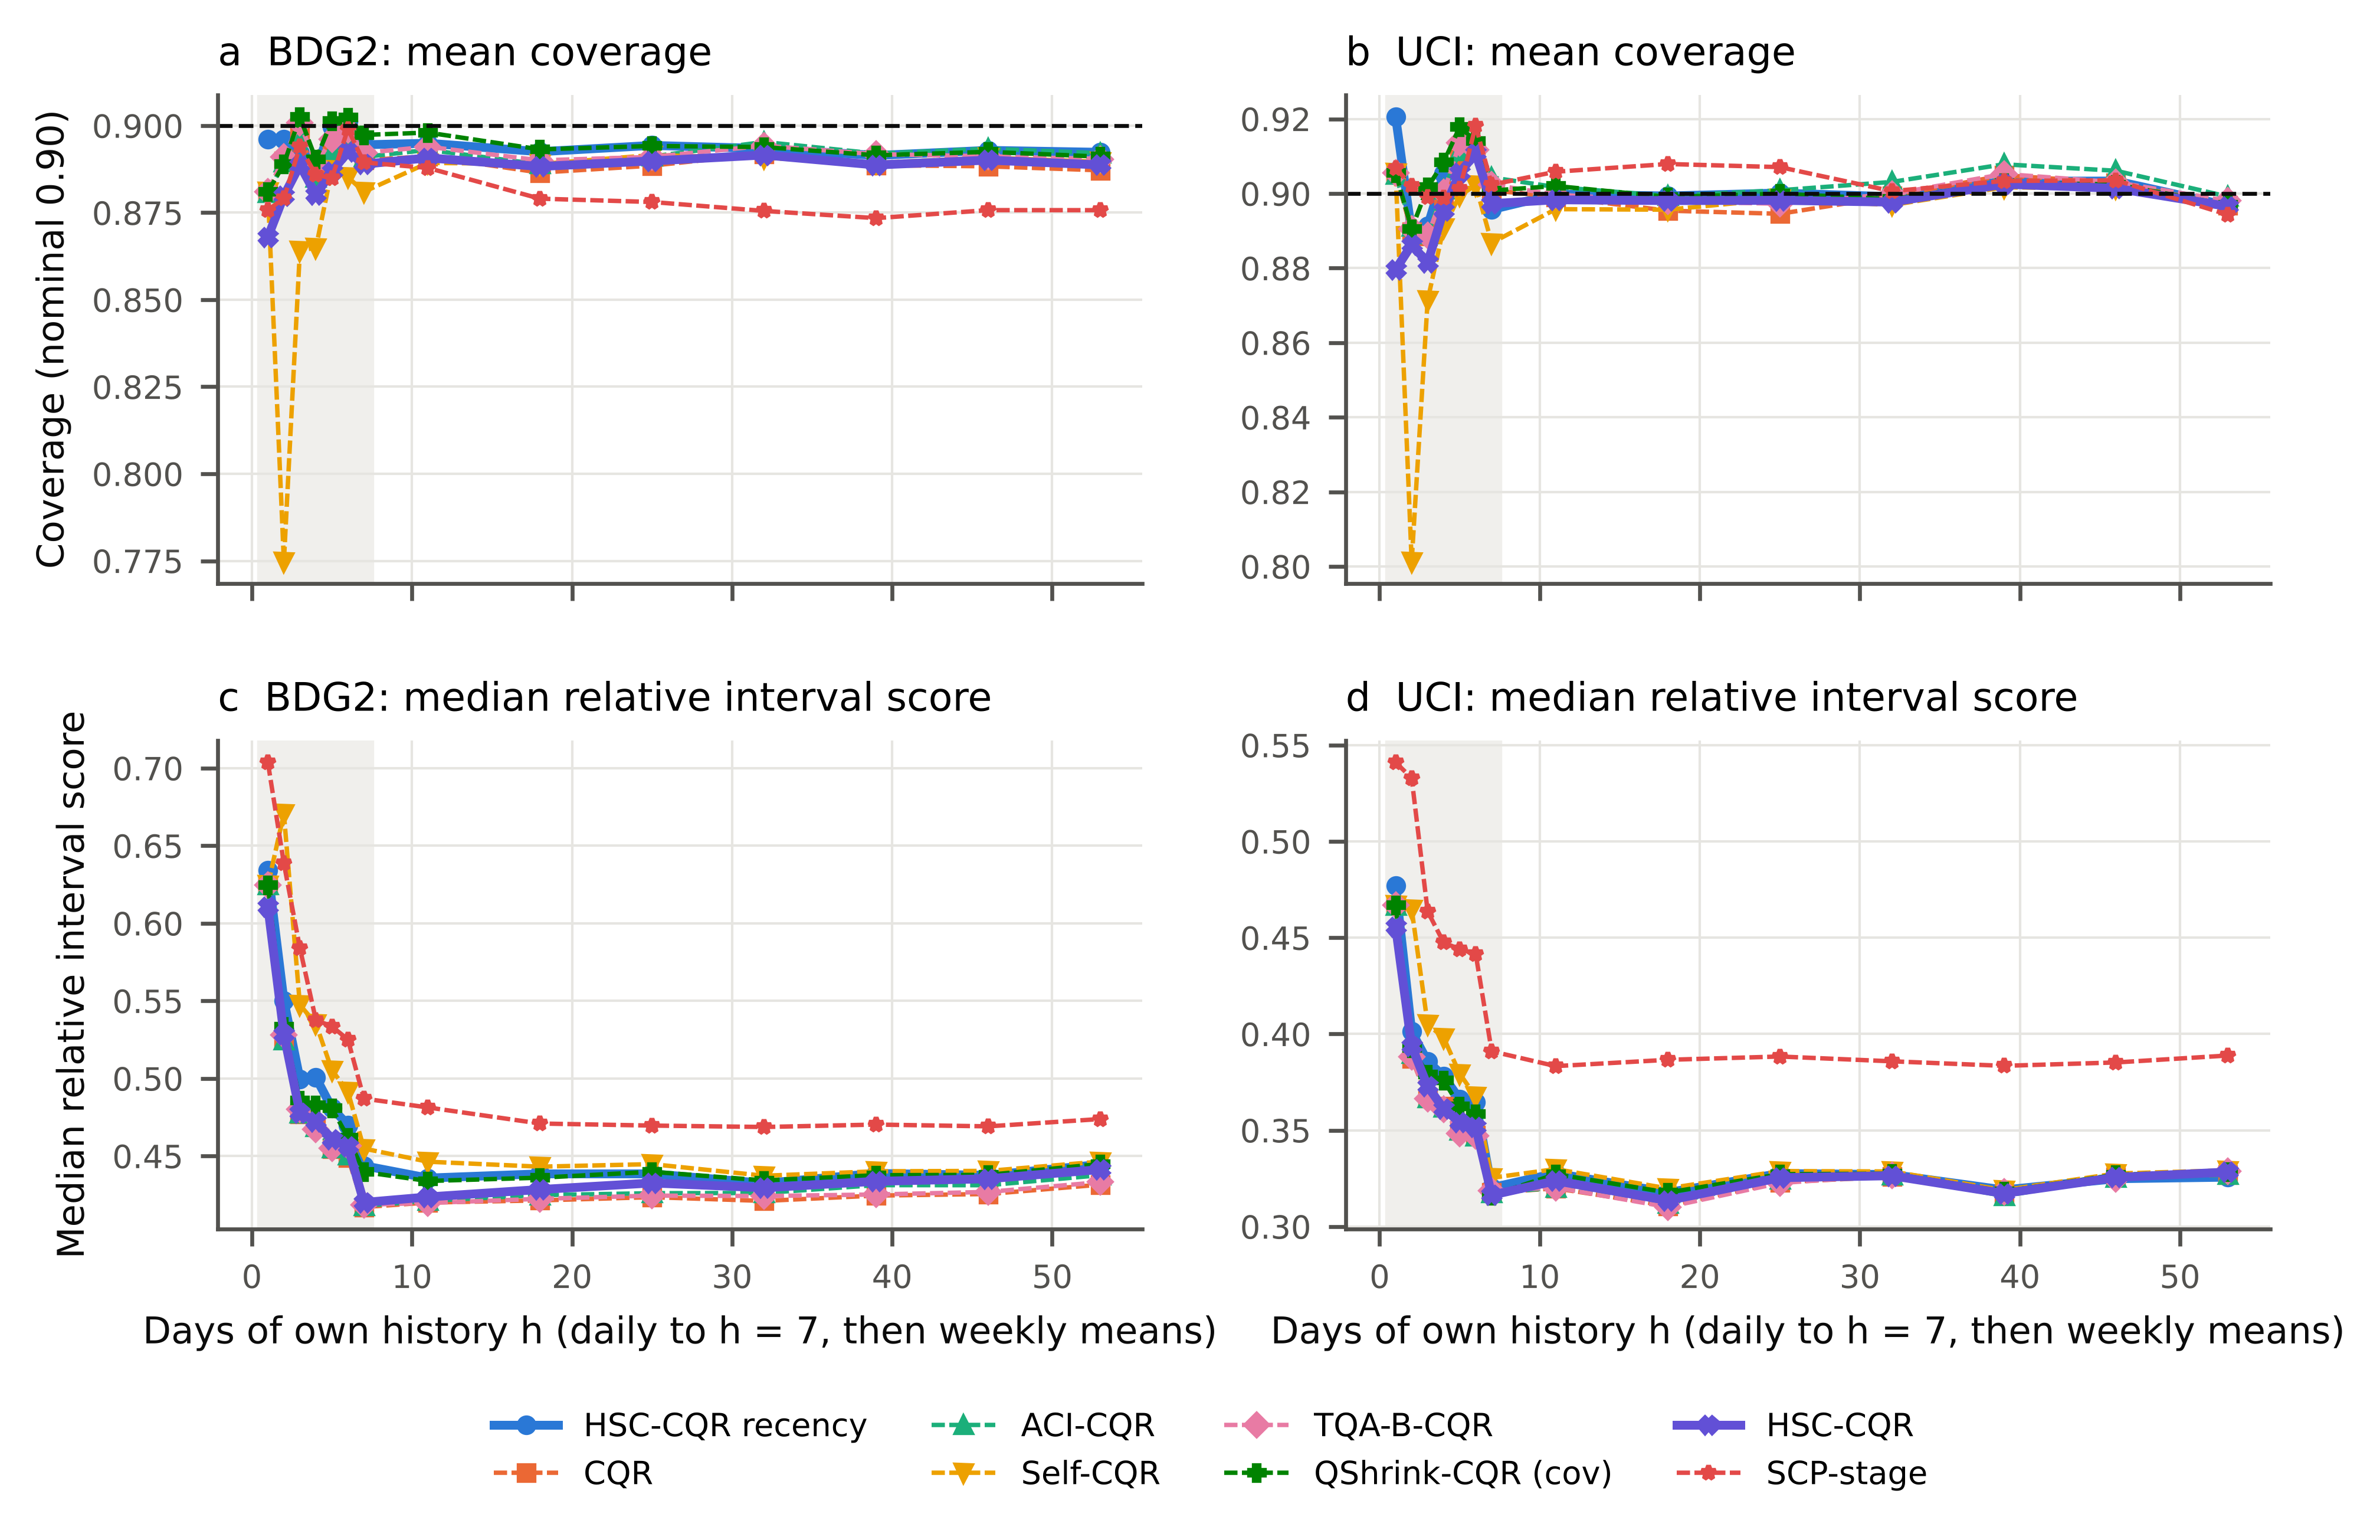 a BDG2: mean coverage
b UCI: mean coverage
Coverage (nominal 0.90)
0.900
0.875
0.850
0.825
0.800
0.775
0.92
0.90
0.88
0.86
0.84
0.82
0.80
c BDG2: median relative interval score
d UCI: median relative interval score
Median relative interval score
0.70
0.65
0.60
0.55
0.50
0.45
0.55
0.50
0.45
0.40
0.35
0.30
0 10 20 30 40 50
0 10 20 30 40 50
Days of own history h (daily to h = 7, then weekly means)
Days of own history h (daily to h = 7, then weekly means)
HSC-CQR recency ACI-CQR TQA-B-CQR HSC-CQR
CQR Self-CQR QShrink-CQR (cov) SCP-stage